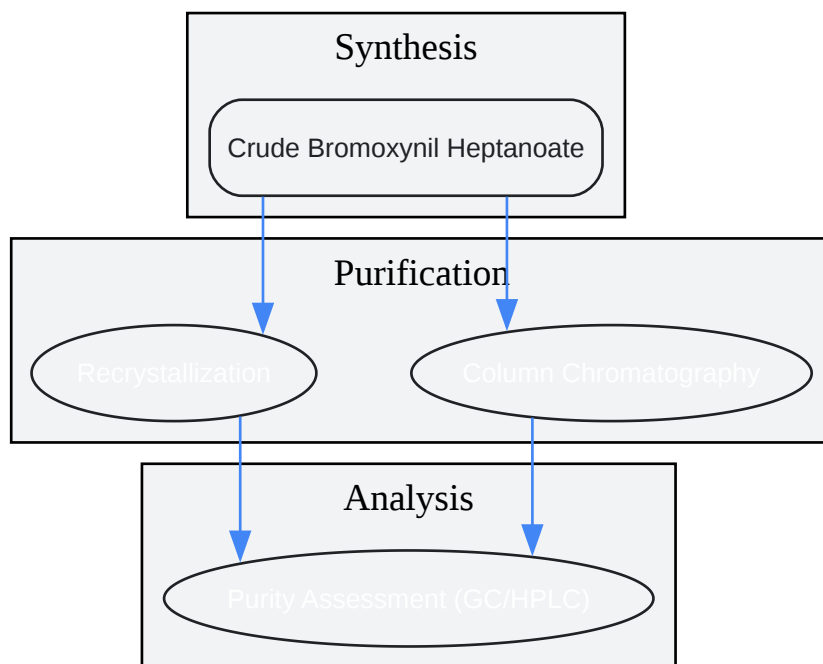 Synthesis
Crude Bromoxynil Heptanoate
Purification
Recrystallization
Column Chromatography
Analysis
Purity Assessment (GC/HPLC)